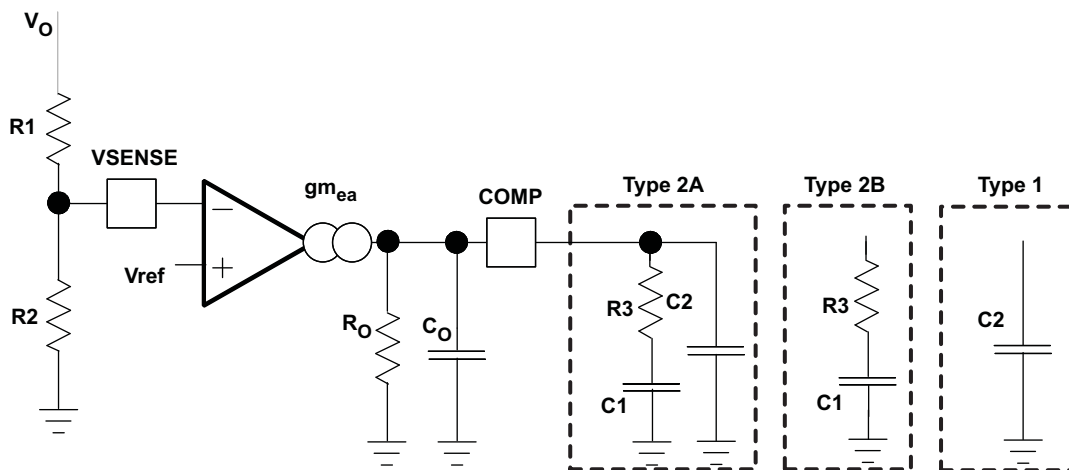 VO
R1
VSENSE
gmea
COMP
Type 2A
Type 2B
Type 1
Vref
R2
RO
CO
R3
C2
C1
R3
C1
C2